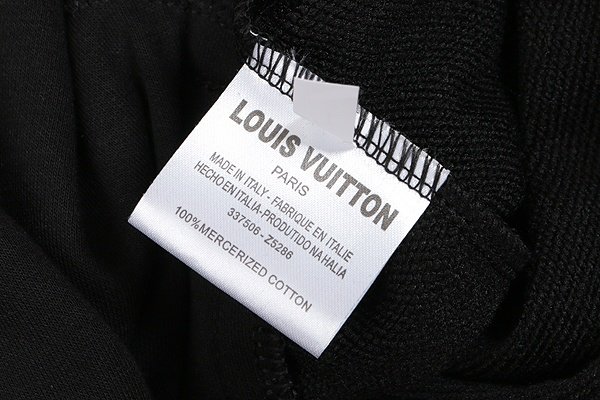 LOUIS VUITTON
PARIS
MADE IN ITALY - FABRIQUE EN ITALIE
HECHO EN ITALIA-PRODUTIDO NA HALIA
337506 - Z5286
100%MERCERIZED COTTON